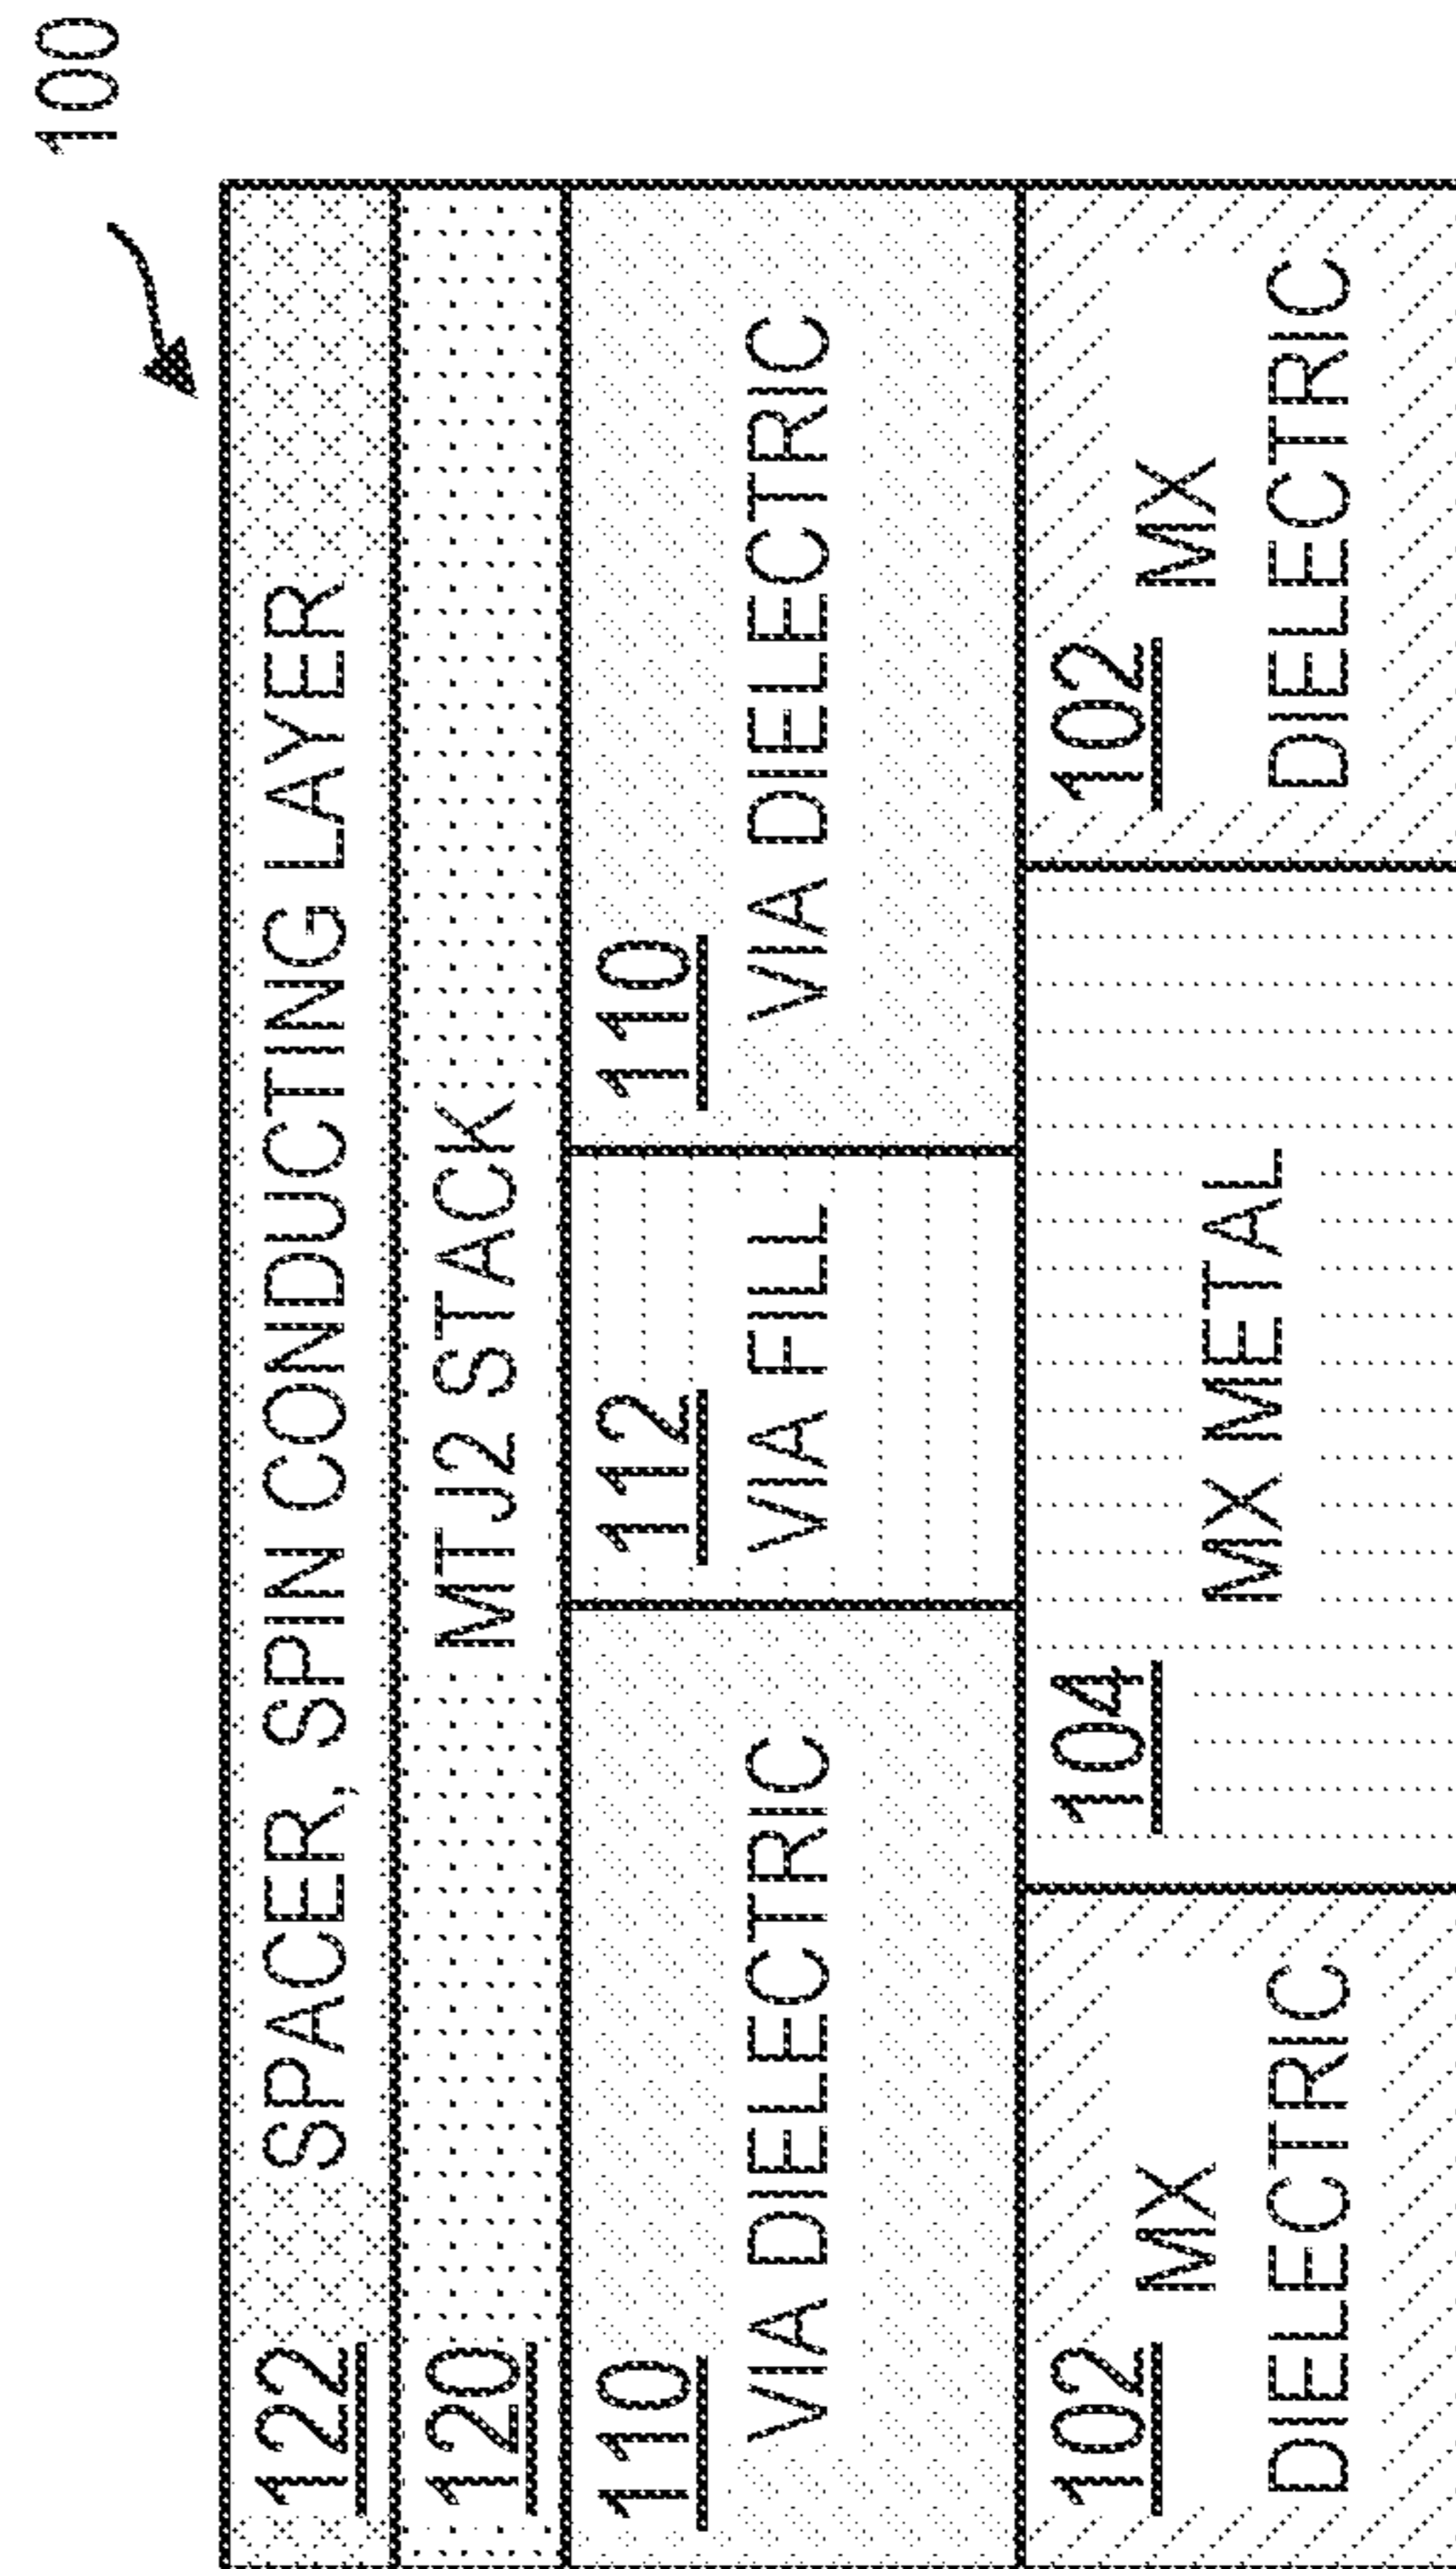 100
122 SPACER, SPIN CONDUCTING LAYER
120 MTJ2 STACK
110
VIA DIELECTRIC
112
VIA FILL
110
VIA DIELECTRIC
102
MX
DIELECTRIC
104
MX METAL
102
MX
DIELECTRIC